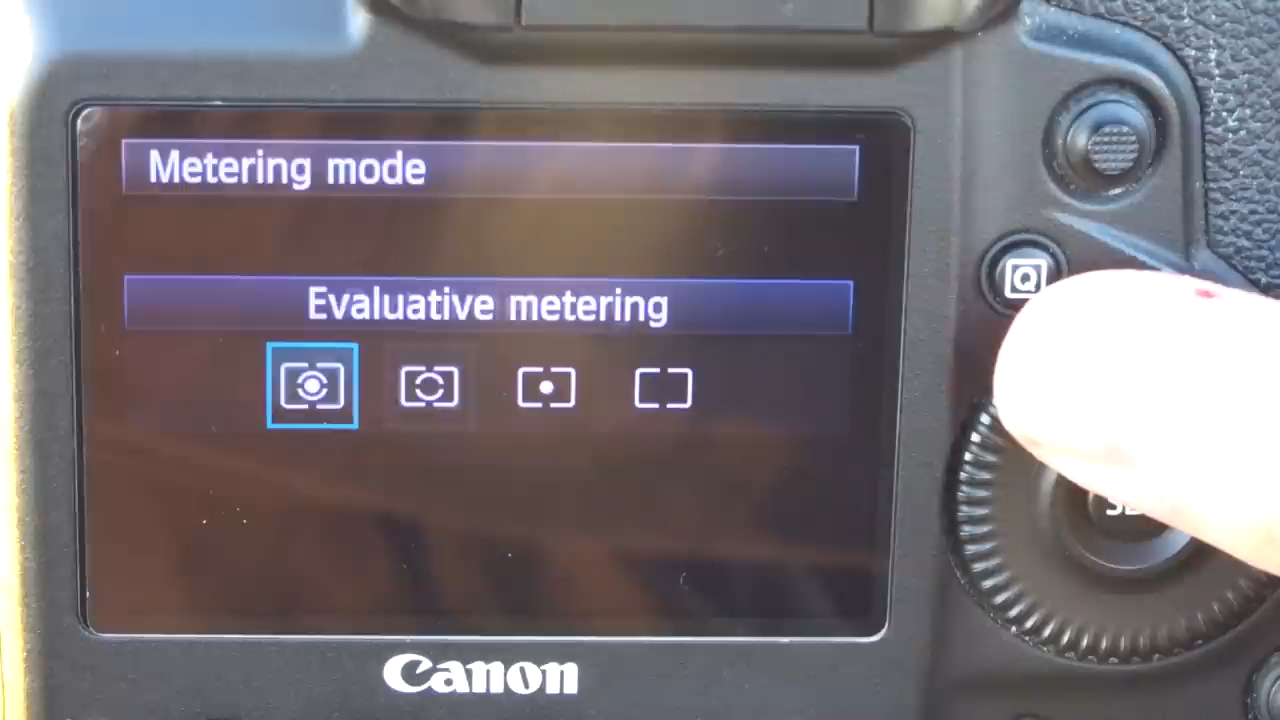 Metering mode
Evaluative metering
Q
Canon